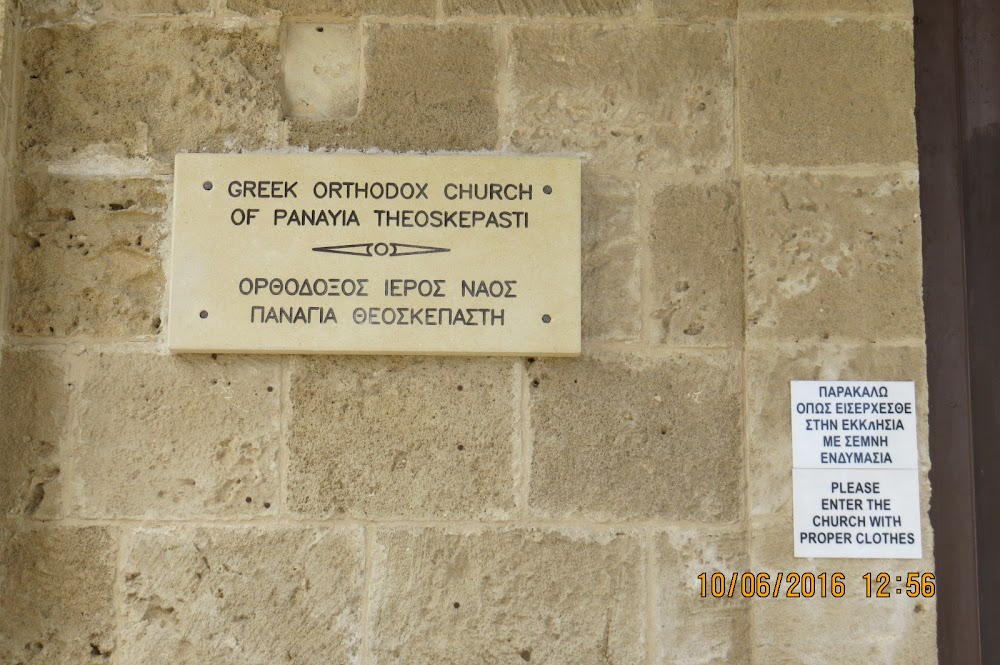 GREEK ORTHODOX CHURCH
OF PANAYIA THEOSKEPASTI
ΟΡΘΟΔΟΞΟΣ ΙΕΡΟΣ ΝΑΟΣ
ΠΑΝΑΓΙΑ ΘΕΟΣΚΕΠΑΣΤΗ
ΠΑΡΑΚΑΛΩ
ΟΠΩΣ ΕΙΣΕΡΧΕΣΘΕ
ΣΤΗΝ ΕΚΚλΗΣΙΑ
ΜΕ ΣΕΜΝΗ
ΕΝΔΥΜΑΣΙΑ
PLEASE
ENTER THE
CHURCH WITH
PROPER CLOTHES
10/06/2016 12:56